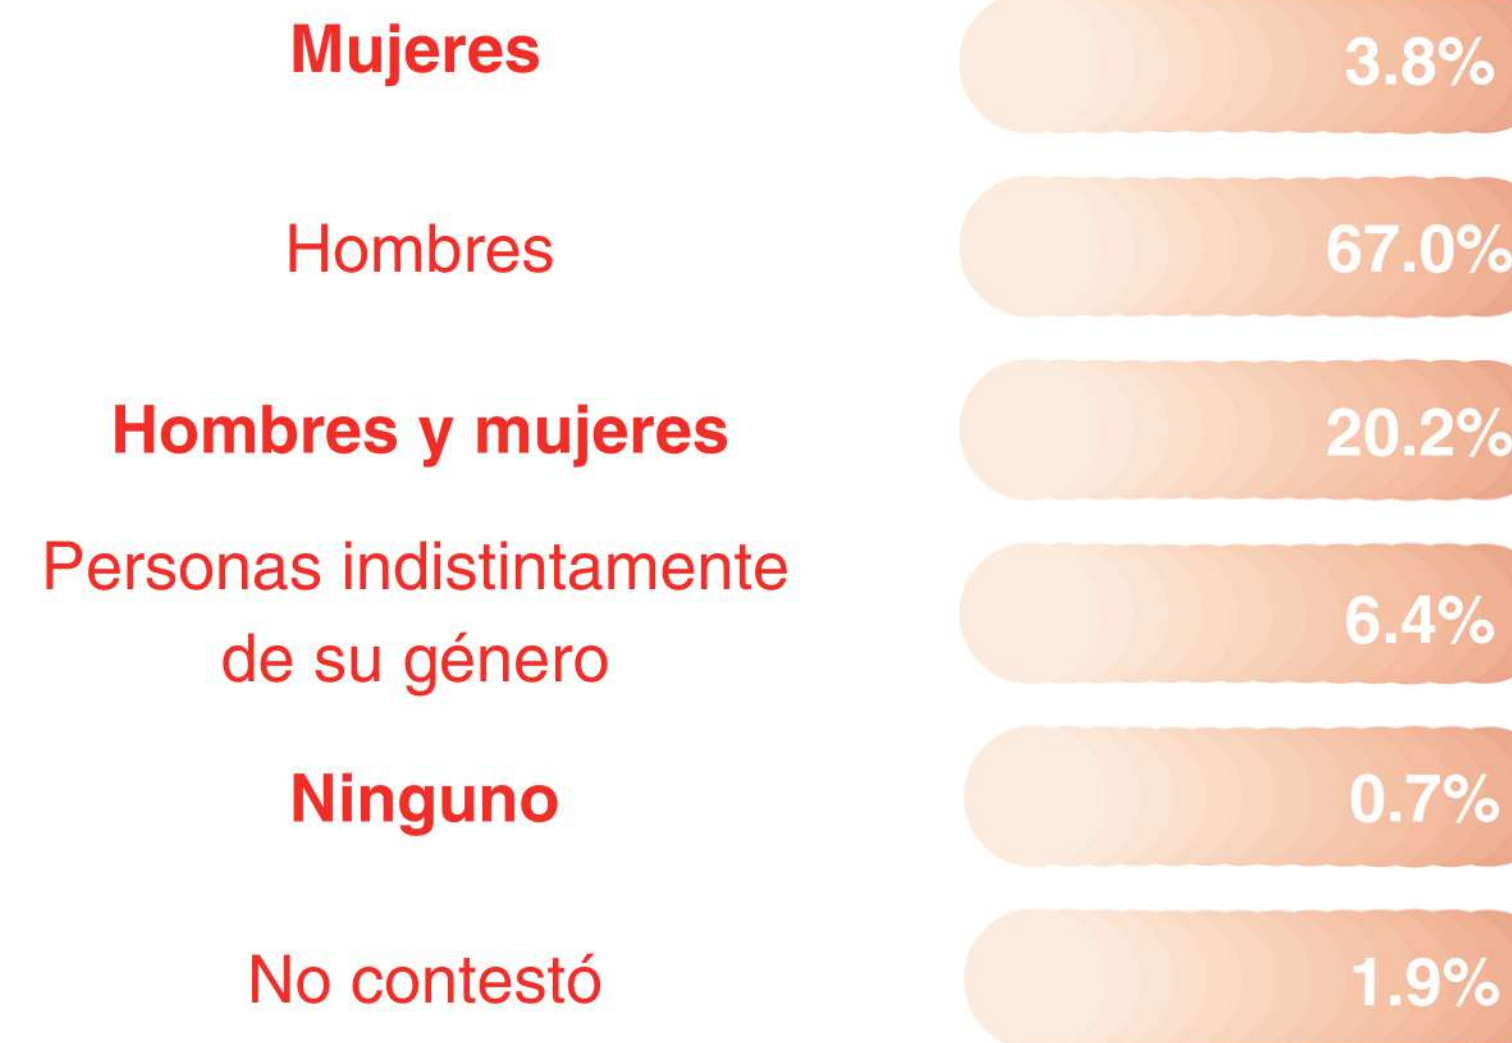 Mujeres 3.8%
Hombres 67.0%
Hombres y mujeres 20.2%
Personas indistintamente
de su género 6.4%
Ninguno 0.7%
No contestó 1.9%